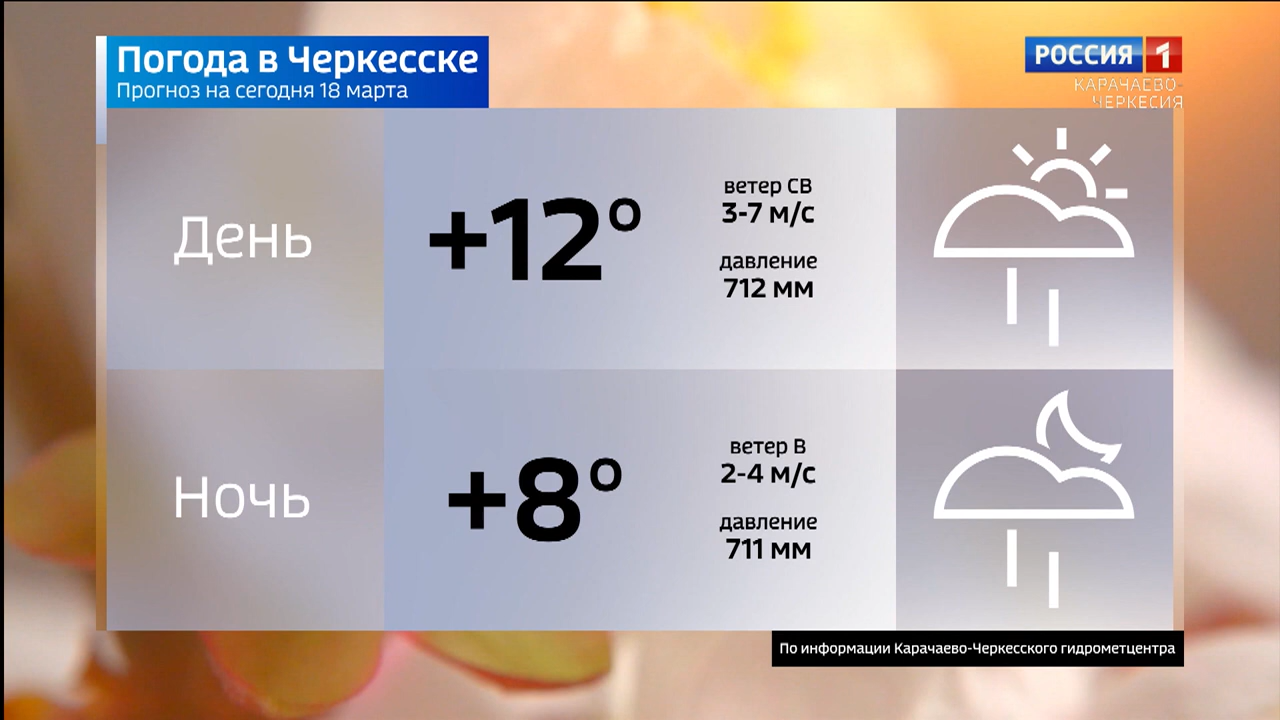 Погода в Черкесске
Прогноз на сегодня 18 марта
РОССИЯ 1
КАРАЧАЕВО-
ЧЕРКЕСИЯ
День
+12°
ветер СВ
3-7 м/с
давление
712 мм
Ночь
+8°
ветер В
2-4 м/с
давление
711 мм
По информации Карачаево-Черкесского гидрометцентра